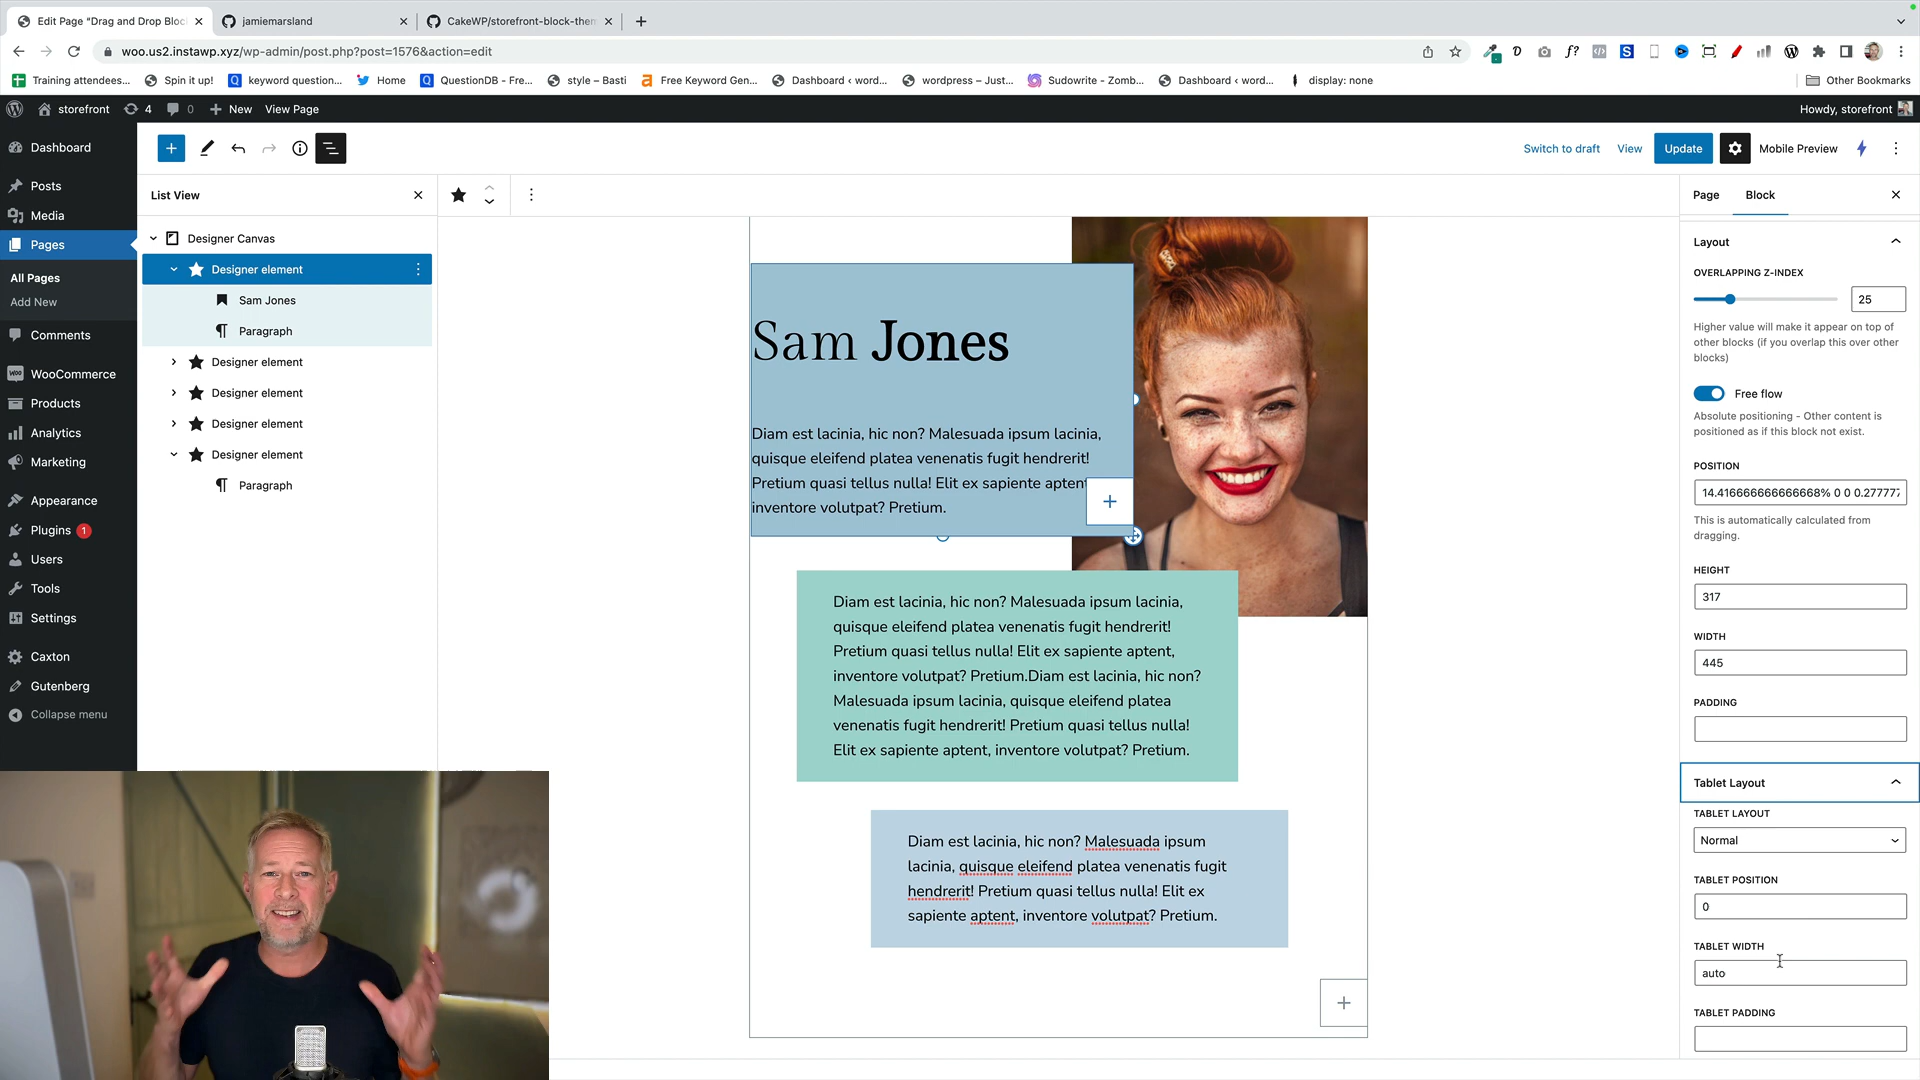 Edit Page “Drag and Drop Bloc
jamiemarsland
CakeWP/storefront-block-them
woo.us2.instawp.xyz/wp-admin/post.php?post=1576&action=edit
Training attendees...
Spin it up!
keyword question...
QuestionDB - Fre...
Home
style – Basti
Free Keyword Gen...
Dashboard ‹ word...
wordpress – Just...
Sudowrite - Zomb...
Dashboard ‹ word...
display: none
Other Bookmarks
storefront
4
0
New
View Page
Howdy, storefront
Dashboard
Posts
Media
Pages
All Pages
Add New
Comments
WooCommerce
Products
Analytics
Marketing
Appearance
Plugins 1
Users
Tools
Settings
Caxton
Gutenberg
Collapse menu
Switch to draft
View
Update
Mobile Preview
List View
Designer Canvas
Designer element
Sam Jones
Paragraph
Designer element
Designer element
Designer element
Designer element
Paragraph
Sam Jones
Diam est lacinia, hic non? Malesuada ipsum lacinia,
quisque eleifend platea venenatis fugit hendrerit!
Pretium quasi tellus nulla! Elit ex sapiente aptent
inventore volutpat? Pretium.
Diam est lacinia, hic non? Malesuada ipsum lacinia,
quisque eleifend platea venenatis fugit hendrerit!
Pretium quasi tellus nulla! Elit ex sapiente aptent,
inventore volutpat? Pretium.Diam est lacinia, hic non?
Malesuada ipsum lacinia, quisque eleifend platea
venenatis fugit hendrerit! Pretium quasi tellus nulla!
Elit ex sapiente aptent, inventore volutpat? Pretium.
Diam est lacinia, hic non? Malesuada ipsum
lacinia, quisque eleifend platea venenatis fugit
hendrerit! Pretium quasi tellus nulla! Elit ex
sapiente aptent, inventore volutpat? Pretium.
Page
Block
Layout
OVERLAPPING Z-INDEX
25
Higher value will make it appear on top of
other blocks (if you overlap this over other
blocks)
Free flow
Absolute positioning - Other content is
positioned as if this block not exist.
POSITION
14.416666666666668% 0 0 0.277777
This is automatically calculated from
dragging.
HEIGHT
317
WIDTH
445
PADDING
Tablet Layout
TABLET LAYOUT
Normal
TABLET POSITION
0
TABLET WIDTH
auto
TABLET PADDING